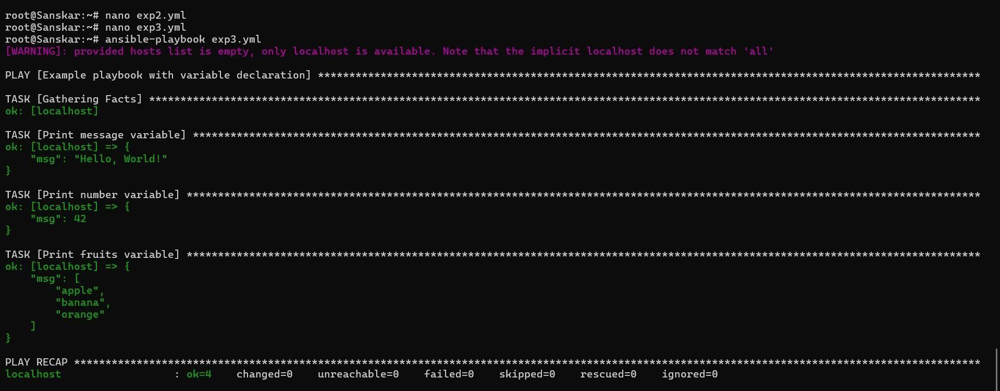 root@Sanskar:~# nano exp2.yml
root@Sanskar:~# nano exp3.yml
root@Sanskar:~# ansible-playbook exp3.yml
[WARNING]: provided hosts list is empty, only localhost is available. Note that the implicit localhost does not match 'all'
PLAY [Example playbook with variable declaration] **********************************************************************************************************
TASK [Gathering Facts] *************************************************************************************************************************************
ok: [localhost]
TASK [Print message variable] ******************************************************************************************************************************
ok: [localhost] => {
    "msg": "Hello, World!"
}
TASK [Print number variable] *******************************************************************************************************************************
ok: [localhost] => {
    "msg": 42
}
TASK [Print fruits variable] *******************************************************************************************************************************
ok: [localhost] => {
    "msg": [
        "apple",
        "banana",
        "orange"
    ]
}
PLAY RECAP *************************************************************************************************************************************************
localhost                  : ok=4    changed=0    unreachable=0    failed=0    skipped=0    rescued=0    ignored=0